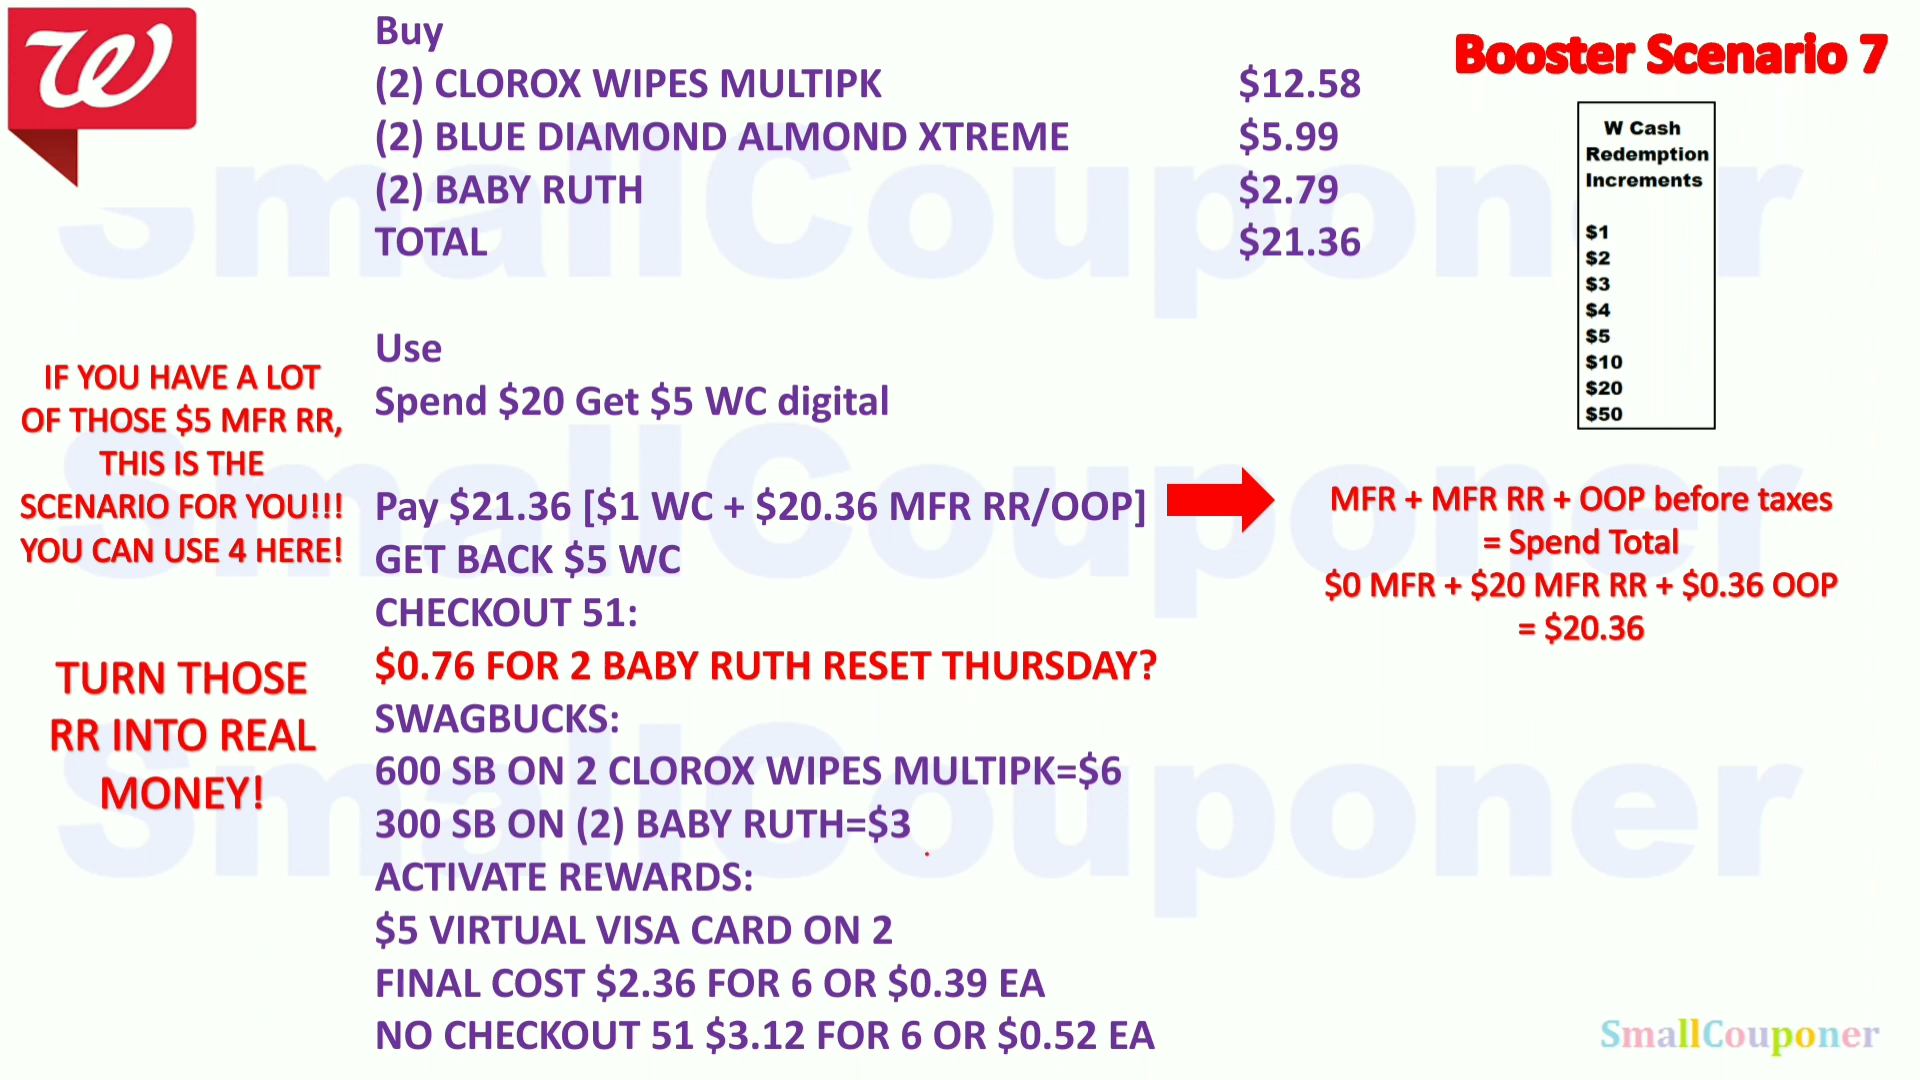 Booster Scenario 7
Buy
(2) CLOROX WIPES MULTIPK $12.58
(2) BLUE DIAMOND ALMOND XTREME $5.99
(2) BABY RUTH $2.79
TOTAL $21.36
W Cash
Redemption
Increments
$1
$2
$3
$4
$5
$10
$20
$50
Use
Spend $20 Get $5 WC digital
IF YOU HAVE A LOT
OF THOSE $5 MFR RR,
THIS IS THE
SCENARIO FOR YOU!!!
YOU CAN USE 4 HERE!
TURN THOSE
RR INTO REAL
MONEY!
Pay $21.36 [$1 WC + $20.36 MFR RR/OOP]
GET BACK $5 WC
CHECKOUT 51:
$0.76 FOR 2 BABY RUTH RESET THURSDAY?
SWAGBUCKS:
600 SB ON 2 CLOROX WIPES MULTIPK=$6
300 SB ON (2) BABY RUTH=$3
ACTIVATE REWARDS:
$5 VIRTUAL VISA CARD ON 2
FINAL COST $2.36 FOR 6 OR $0.39 EA
NO CHECKOUT 51 $3.12 FOR 6 OR $0.52 EA
MFR + MFR RR + OOP before taxes
= Spend Total
$0 MFR + $20 MFR RR + $0.36 OOP
= $20.36
SmallCouponer
SmallCouponer
SmallCouponer
SmallCouponer